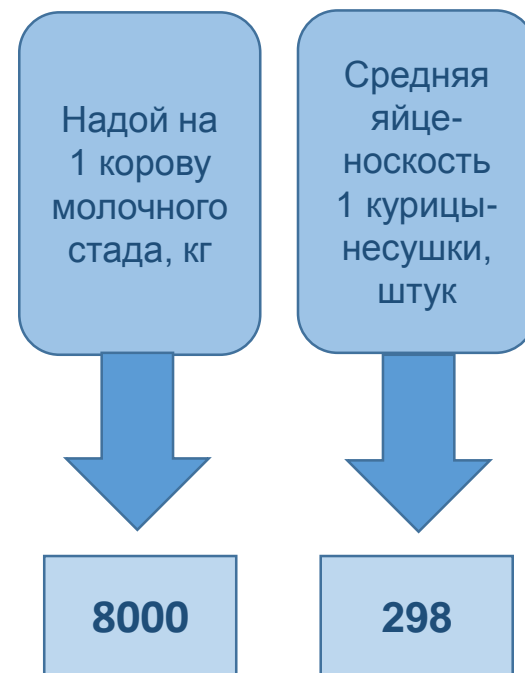 Надой на
1 корову
молочного
стада, кг
Средняя
яйце-
носкость
1 курицы-
несушки,
штук
8000
298